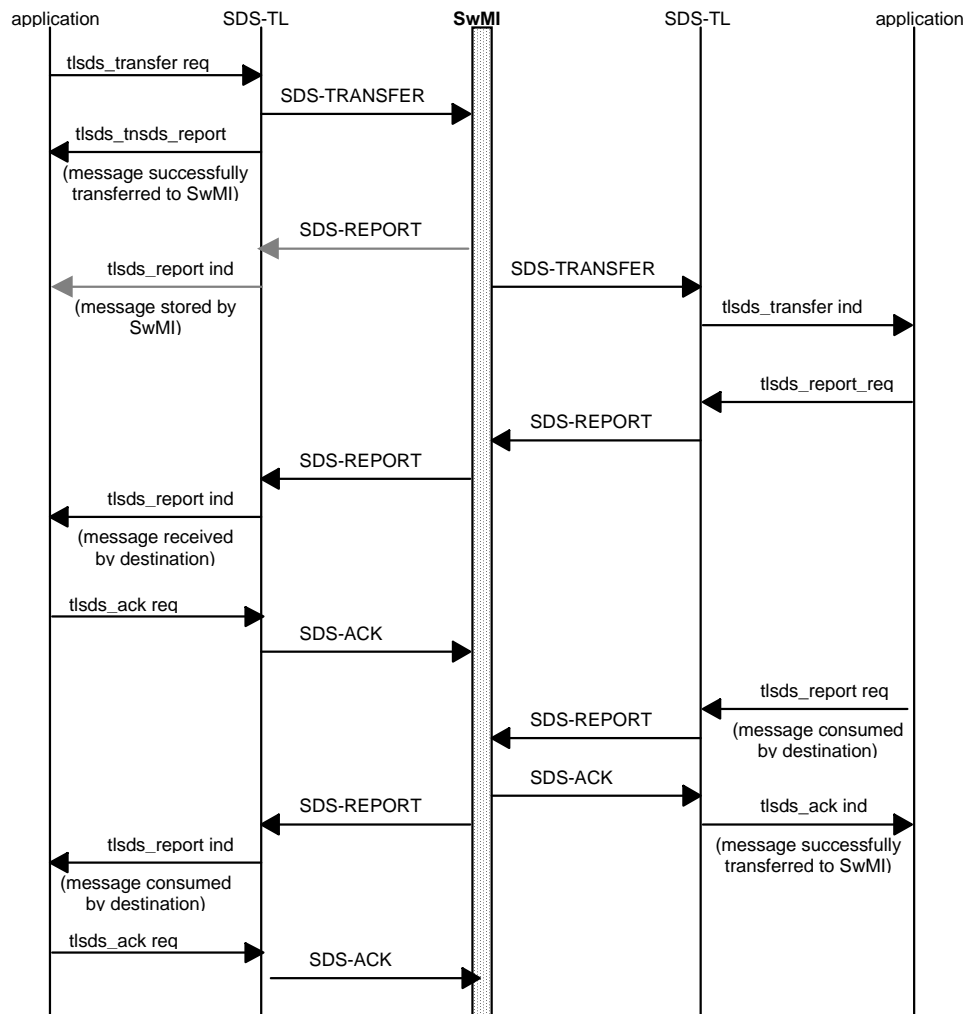 application
SDS-TL
SwMI
SDS-TL
application
tlsds_transfer req
SDS-TRANSFER
tlsds_tnsds_report
(message successfully
transferred to SwMI)
SDS-REPORT
tlsds_report ind
SDS-TRANSFER
(message stored by
SwMI)
tlsds_transfer ind
tlsds_report_req
SDS-REPORT
SDS-REPORT
tlsds_report ind
(message received
by destination)
tlsds_ack req
SDS-ACK
tlsds_report req
SDS-REPORT
(message consumed
by destination)
SDS-ACK
SDS-REPORT
tlsds_ack ind
tlsds_report ind
(message successfully
transferred to SwMI)
(message consumed
by destination)
tlsds_ack req
SDS-ACK